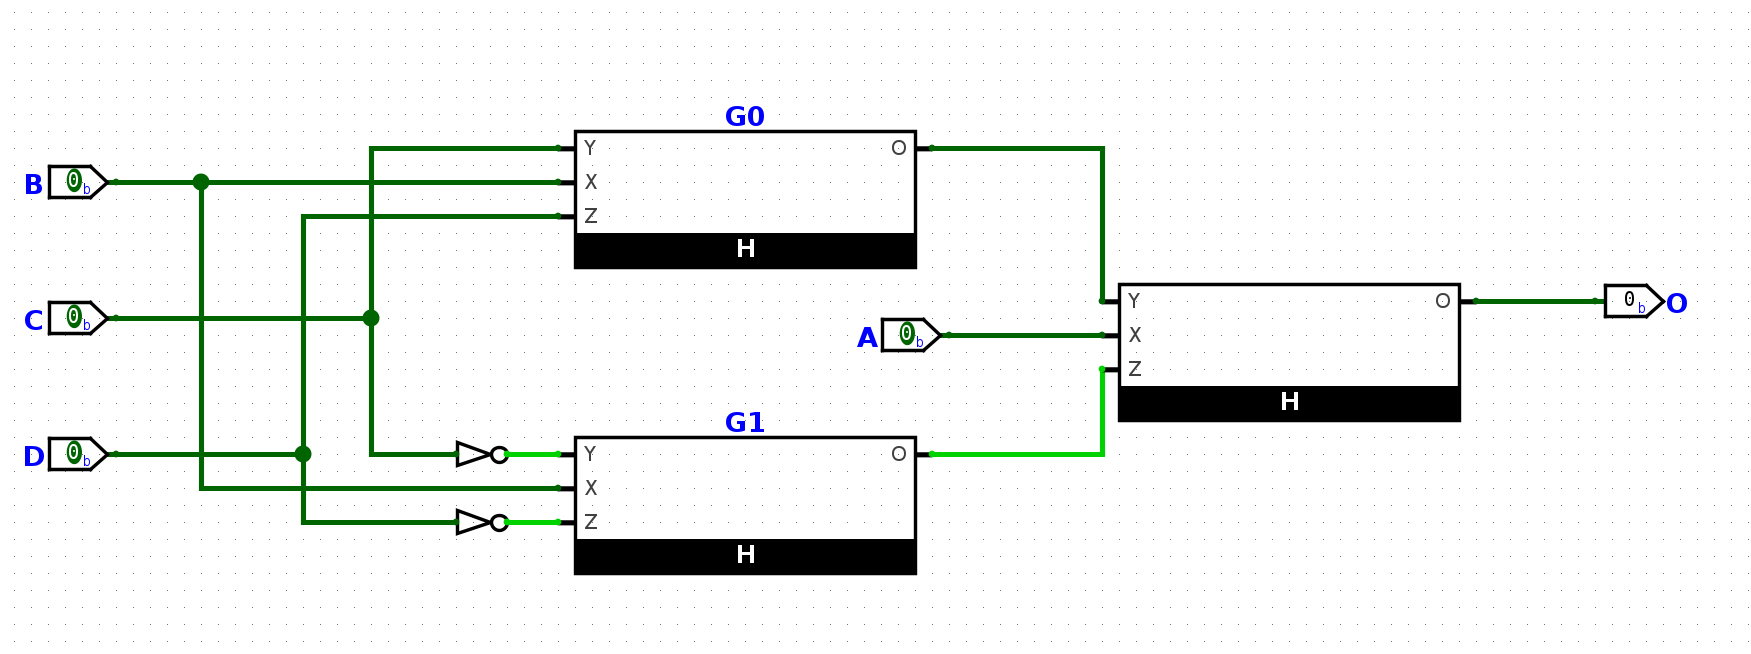 G0
Y O
B 0 b X
Z
H
C 0 b
Y O 0 b O
A 0 b X
Z
H
G1
D 0 b Y O
X
Z
H